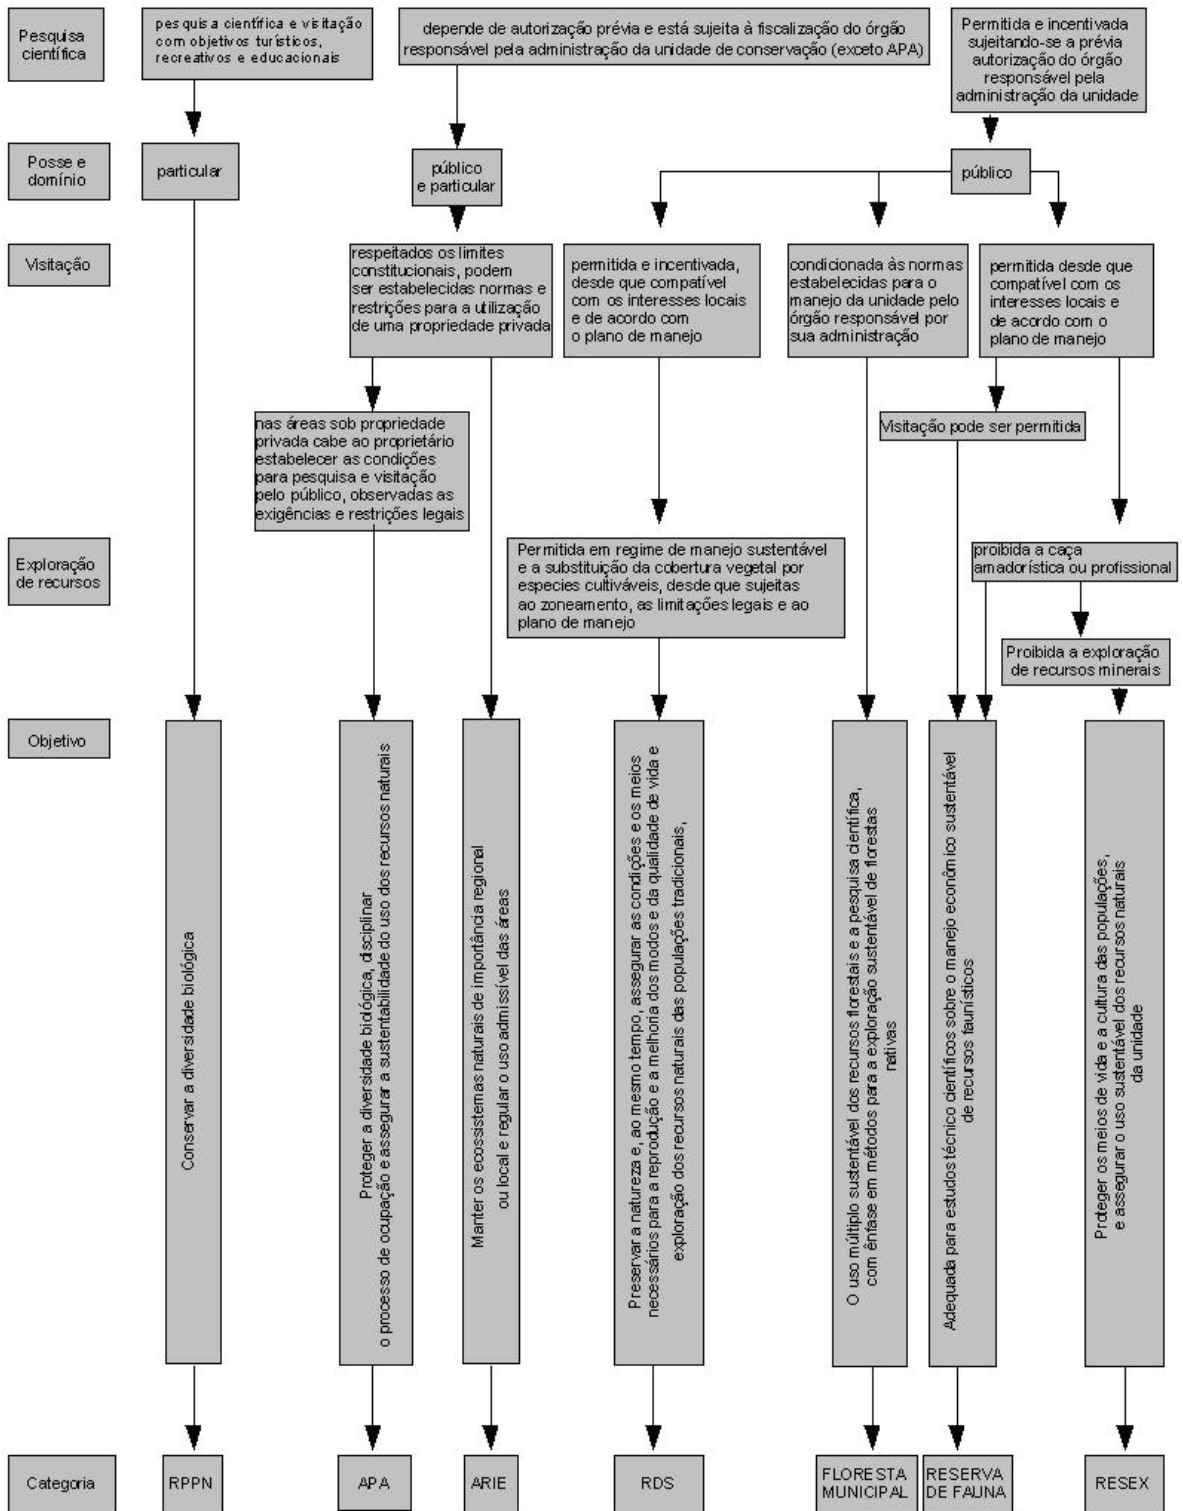 Pesquisa
científica
pesquisa científica e visitação
com objetivos turísticos,
recreativos e educacionais
depende de autorização prévia e está sujeita à fiscalização do órgão
responsável pela administração da unidade de conservação (exceto APA)
Permitida e incentivada
sujeitando-se a prévia
autorização do órgão
responsável pela
administração da unidade
Posse e
domínio
particular
público
e particular
público
Visitação
respeitados os limites
constitucionais, podem
ser estabelecidas normas e
restrições para a utilização
de uma propriedade privada
permitida e incentivada,
desde que compatível
com os interesses locais
e de acordo com
o plano de manejo
condicionada às normas
estabelecidas para o
manejo da unidade pelo
órgão responsável por
sua administração
permitida desde que
compatível com os
interesses locais e
de acordo com o
plano de manejo
nas áreas sob propriedade
privada cabe ao proprietário
estabelecer as condições
para pesquisa e visitação
pelo público, observadas as
exigências e restrições legais
Visitação pode ser permitida
Exploração
de recursos
Permitida em regime de manejo sustentável
e a substituição da cobertura vegetal por
especies cultiváveis, desde que sujeitas
ao zoneamento, as limitações legais e ao
plano de manejo
proibida a caça
amadorística ou profissional
Proibida a exploração
de recursos minerais
Objetivo
Conservar a diversidade biológica
Proteger a diversidade biológica, disciplinar
o processo de ocupação e assegurar a sustentabilidade do uso dos recursos naturais
Manter os ecossistemas naturais de importância regional
ou local e regular o uso admissível das áreas
Preservar a natureza e, ao mesmo tempo, assegurar as condições e os meios
necessários para a reprodução e a melhoria dos modos e da qualidade de vida e
exploração dos recursos naturais das populações tradicionais,
O uso múltiplo sustentável dos recursos florestais e a pesquisa científica,
com ênfase em métodos para a exploração sustentável de florestas
nativas
Adequada para estudos técnico científicos sobre o manejo econômico sustentável
de recursos faunísticos
Proteger os meios de vida e a cultura das populações,
e assegurar o uso sustentável dos recursos naturais
da unidade
Categoria
RPPN
APA
ARIE
RDS
FLORESTA
MUNICIPAL
RESERVA
DE FAUNA
RESEX